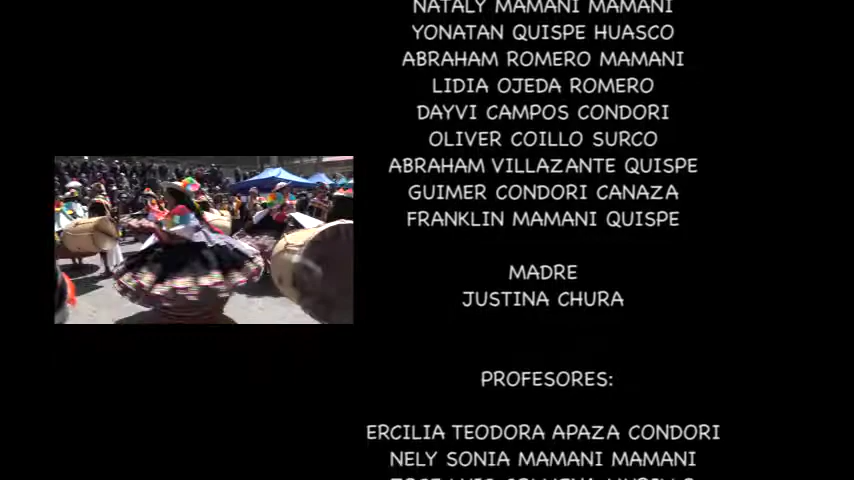 NATALY MAMANI MAMANI
YONATAN QUISPE HUASCO
ABRAHAM ROMERO MAMANI
LIDIA OJEDA ROMERO
DAYVI CAMPOS CONDORI
OLIVER COILLO SURCO
ABRAHAM VILLAZANTE QUISPE
GUIMER CONDORI CANAZA
FRANKLIN MAMANI QUISPE
MADRE
JUSTINA CHURA
PROFESORES:
ERCILIA TEODORA APAZA CONDORI
NELY SONIA MAMANI MAMANI